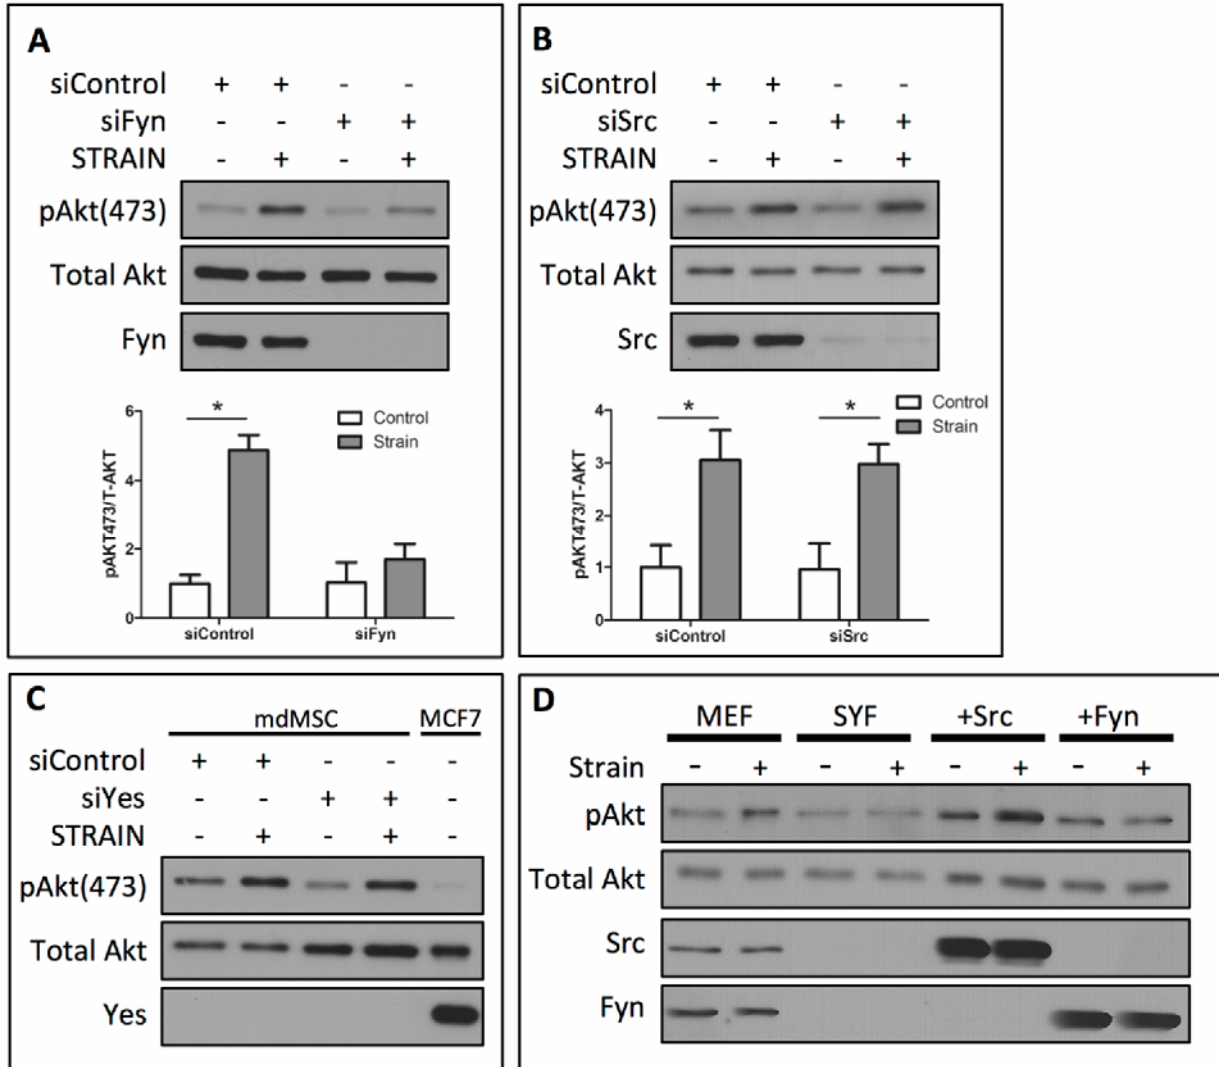 A
siControl + + - -
siFyn - - + +
STRAIN - + - +
pAkt(473)
Total Akt
Fyn
6
4
2
0
pAKT473/T-AKT
*
Control
Strain
siControl siFyn
B
siControl + + - -
siSrc - - + +
STRAIN - + - +
pAkt(473)
Total Akt
Src
4
3
2
1
0
pAKT473/T-AKT
* *
Control
Strain
siControl siSrc
C
mdMSC MCF7
siControl + + - - -
siYes - - + + -
STRAIN - + - + -
pAkt(473)
Total Akt
Yes
D
MEF SYF +Src +Fyn
Strain - + - + - + - +
pAkt
Total Akt
Src
Fyn